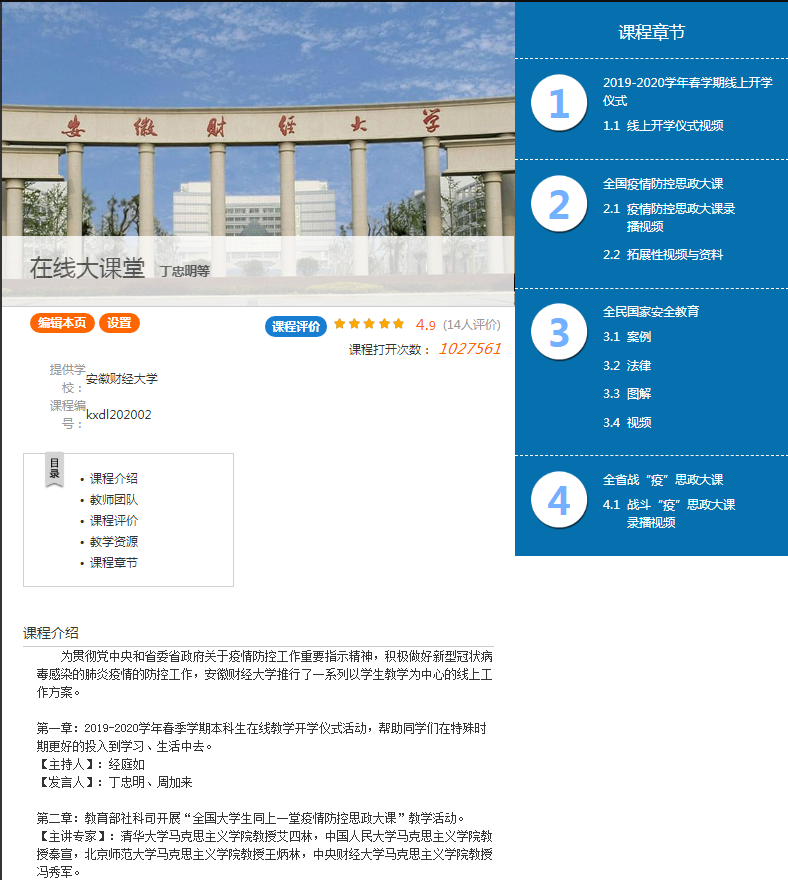 安徽财经大学
在线大课堂 丁忠明等
编辑本页 设置
课程评价 4.9 (14人评价)
课程打开次数： 1027561
提供学
校：
安徽财经大学
课程编
号：
kxdl202002
目录
• 课程介绍
• 教师团队
• 课程评价
• 教学资源
• 课程章节
课程介绍
为贯彻党中央和省委省政府关于疫情防控工作重要指示精神，积极做好新型冠状病
毒感染的肺炎疫情的防控工作，安徽财经大学推行了一系列以学生教学为中心的线上工
作方案。
第一章：2019-2020学年春季学期本科生在线教学开学仪式活动，帮助同学们在特殊时
期更好的投入到学习、生活中去。
【主持人】：经庭如
【发言人】：丁忠明、周加来
第二章：教育部社科司开展“全国大学生同上一堂疫情防控思政大课”教学活动。
【主讲专家】：清华大学马克思主义学院教授艾四林，中国人民大学马克思主义学院教
授秦宣，北京师范大学马克思主义学院教授王炳林，中央财经大学马克思主义学院教授
冯秀军。
课程章节
1
2019-2020学年春学期线上开学
仪式
1.1 线上开学仪式视频
2
全国疫情防控思政大课
2.1 疫情防控思政大课录
播视频
2.2 拓展性视频与资料
3
全民国家安全教育
3.1 案例
3.2 法律
3.3 图解
3.4 视频
4
全省战“疫”思政大课
4.1 战斗“疫”思政大课
录播视频